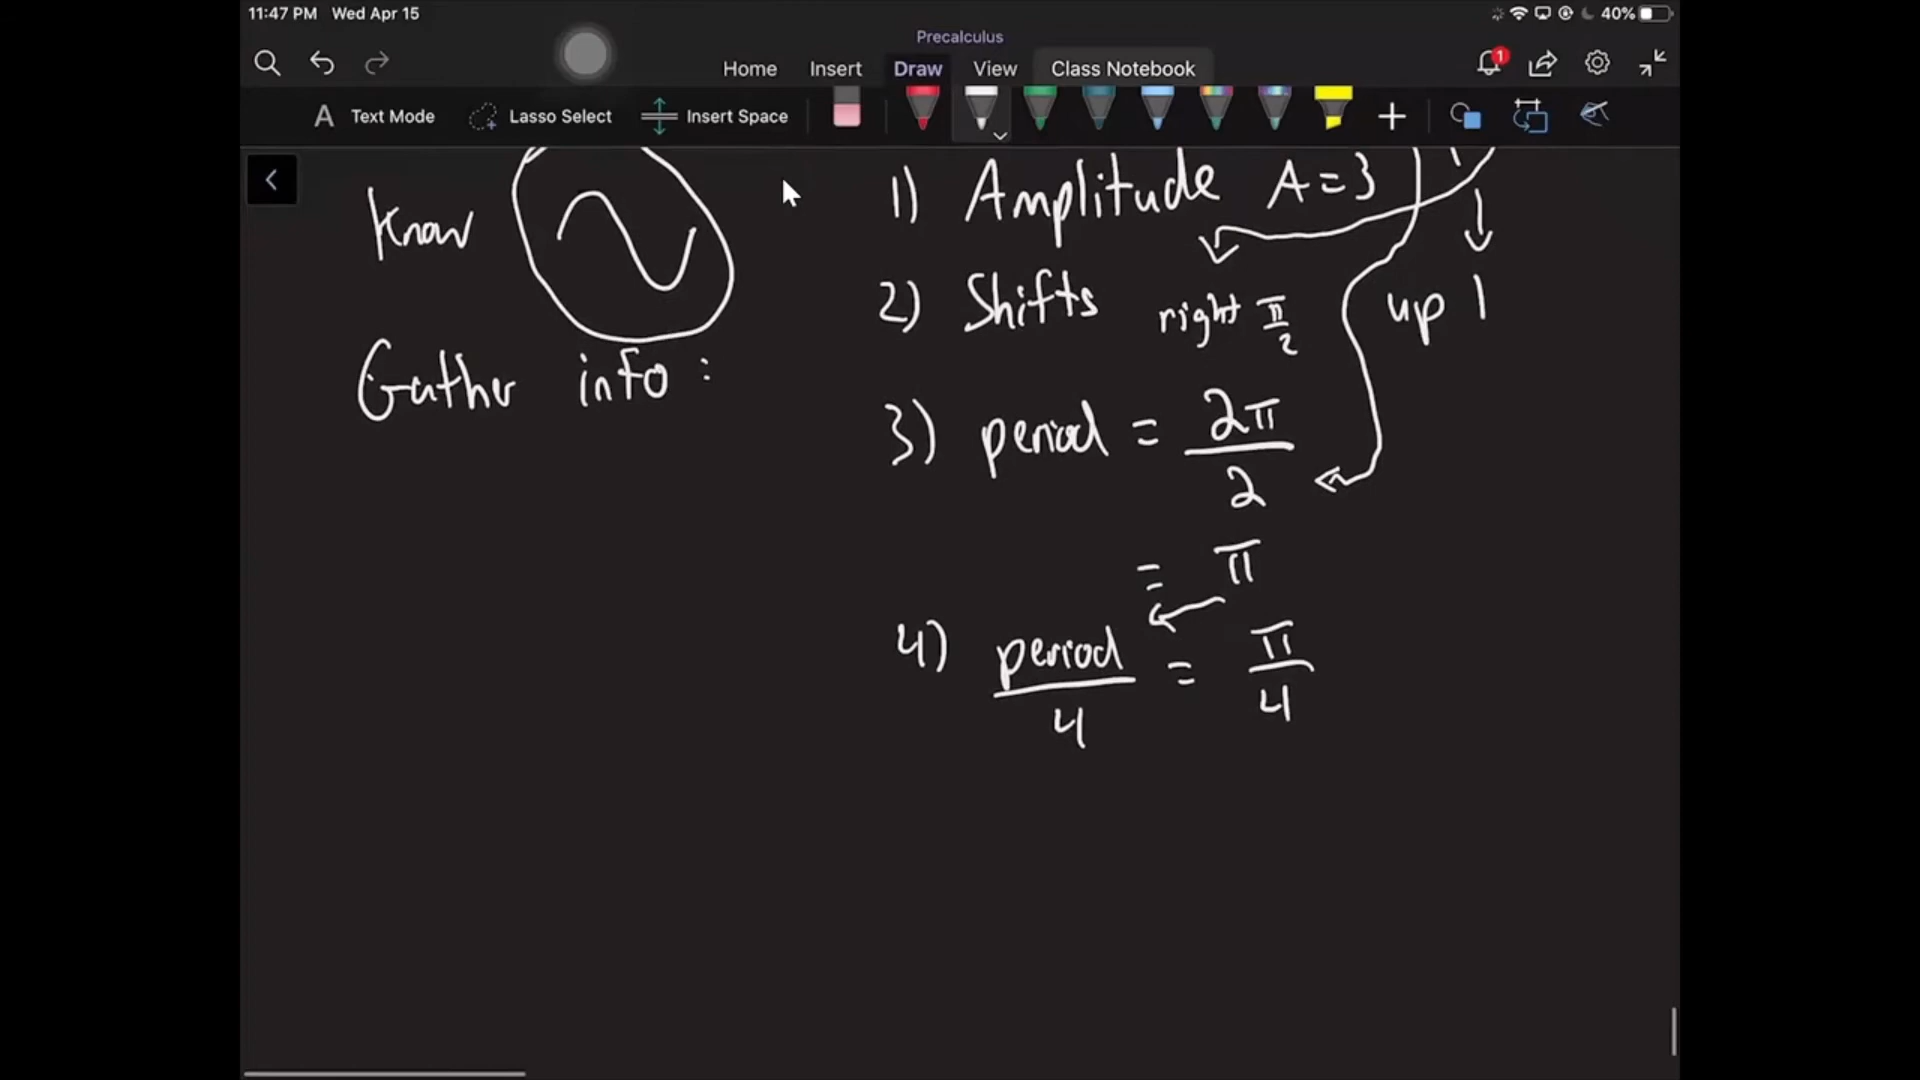 11:47 PM Wed Apr 15
40%
Precalculus
Home Insert Draw View Class Notebook
1
A Text Mode Lasso Select Insert Space
Know
Gather info :
1) Amplitude A = 3
2) Shifts right π/2 up 1
3) period = 2π/2
= π
4) period/4 = π/4